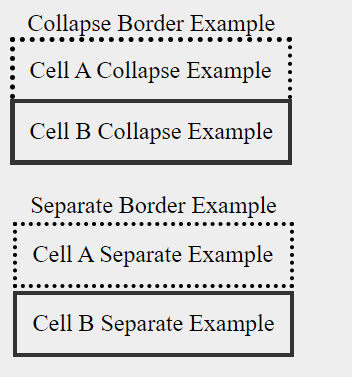 Collapse Border Example
Cell A Collapse Example
Cell B Collapse Example
Separate Border Example
Cell A Separate Example
Cell B Separate Example